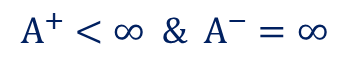 A⁺ < ∞ & A⁻ = ∞